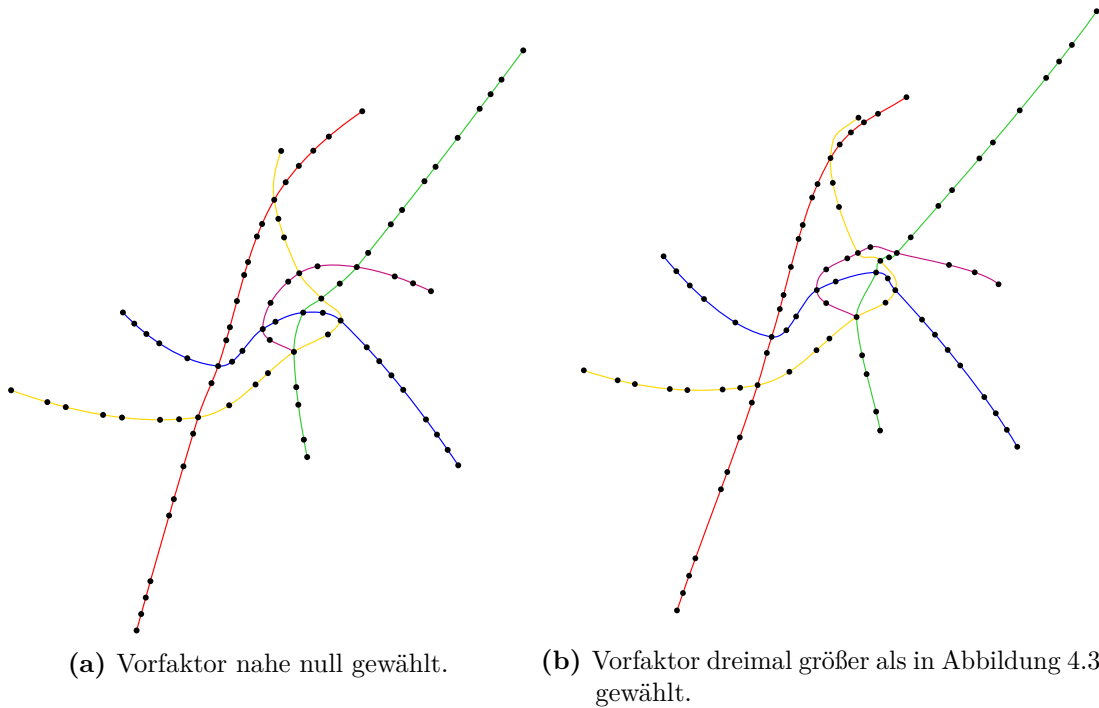 (a) Vorfaktor nahe null gewählt.
(b) Vorfaktor dreimal größer als in Abbildung 4.3
gewählt.